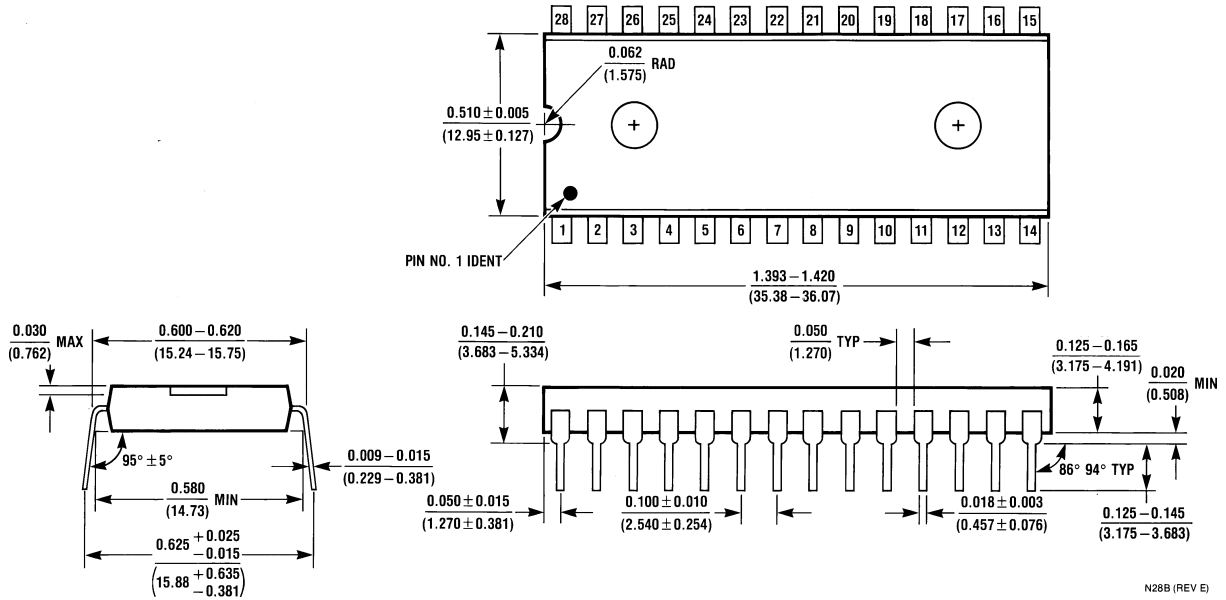 28 27 26 25 24 23 22 21 20 19 18 17 16 15
0.062
(1.575)
RAD
0.510 ± 0.005
(12.95 ± 0.127)
1 2 3 4 5 6 7 8 9 10 11 12 13 14
PIN NO. 1 IDENT
1.393 – 1.420
(35.38 – 36.07)
0.030
(0.762)
MAX
0.600 – 0.620
(15.24 – 15.75)
95° ± 5°
0.009 – 0.015
(0.229 – 0.381)
0.580
(14.73)
MIN
0.625 + 0.025
– 0.015
(15.88 + 0.635
– 0.381)
0.145 – 0.210
(3.683 – 5.334)
0.050
(1.270)
TYP
0.125 – 0.165
(3.175 – 4.191)
0.020
(0.508)
MIN
86° 94° TYP
0.050 ± 0.015
(1.270 ± 0.381)
0.100 ± 0.010
(2.540 ± 0.254)
0.018 ± 0.003
(0.457 ± 0.076)
0.125 - 0.145
(3.175 - 3.683)
N28B (REV E)